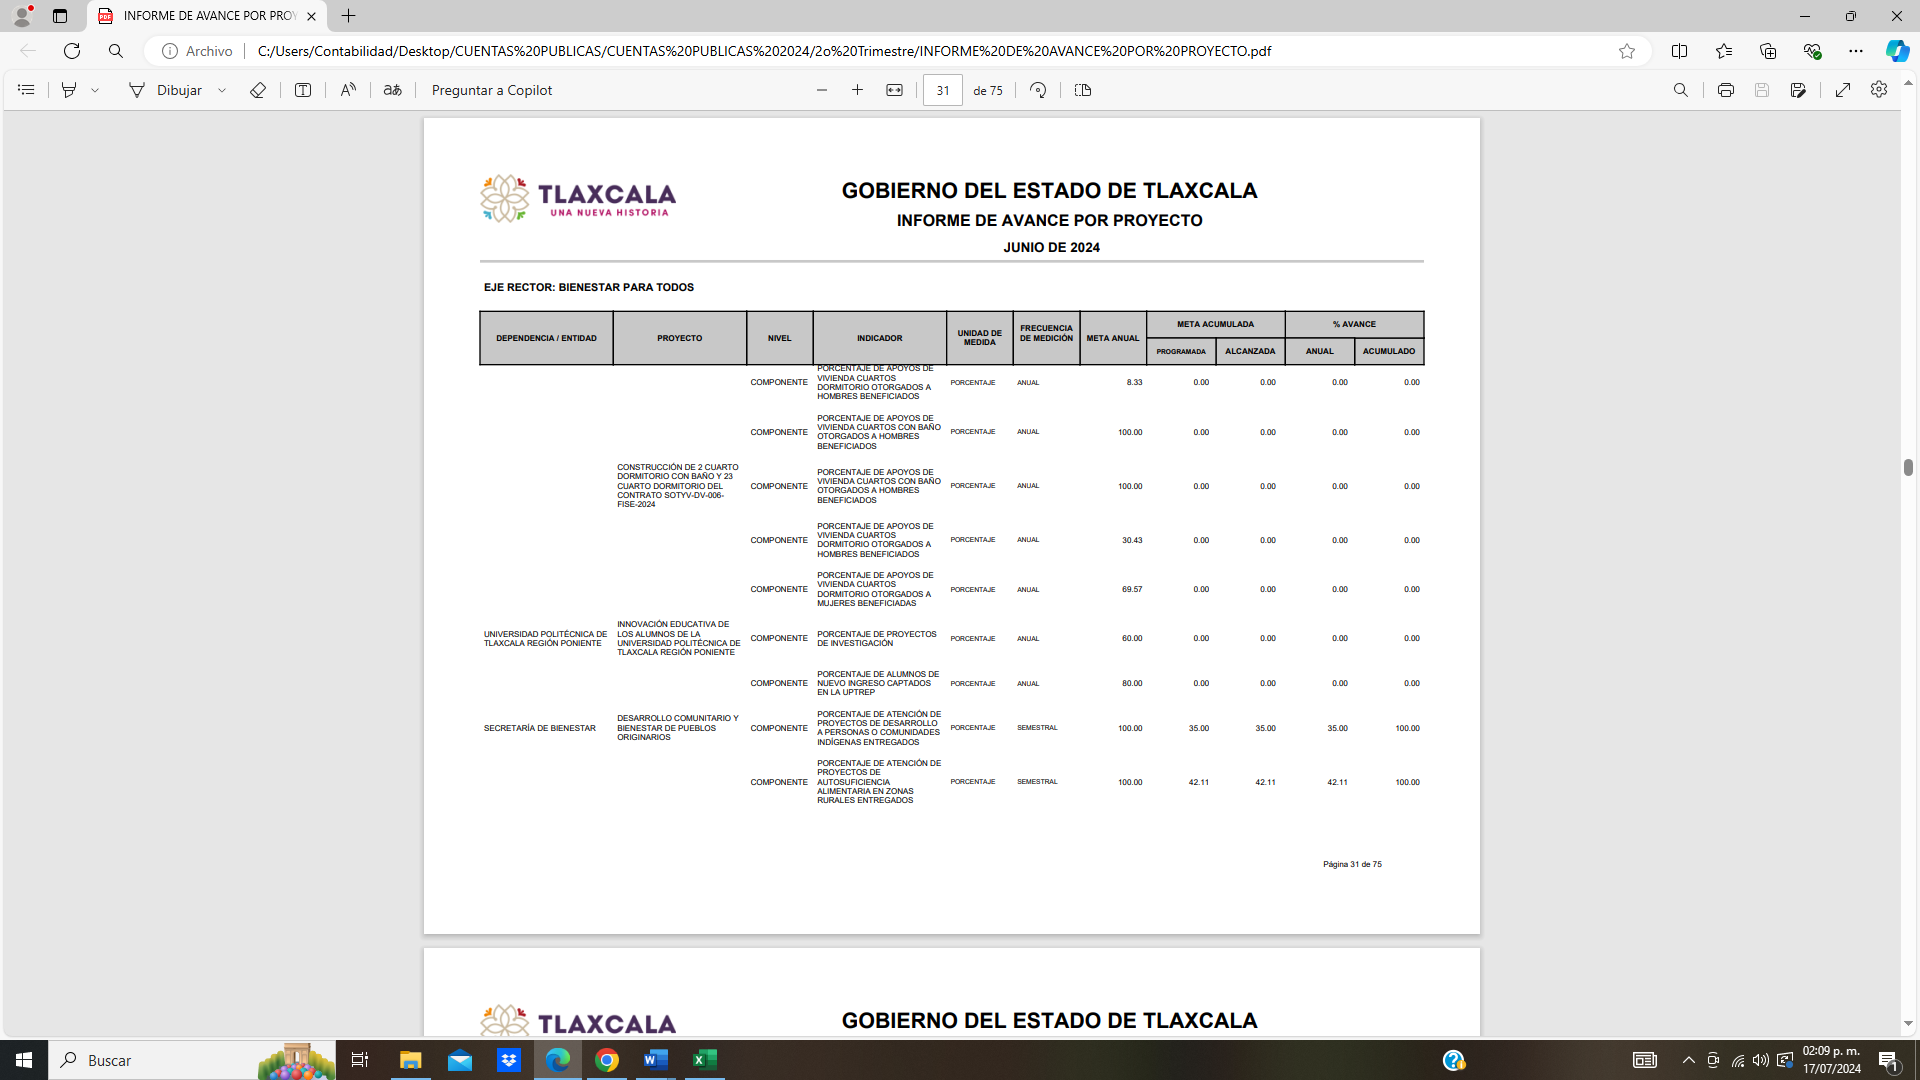 INFORME DE AVANCE POR PROY
Archivo
C:/Users/Contabilidad/Desktop/CUENTAS%20PUBLICAS/CUENTAS%20PUBLICAS%202024/2o%20Trimestre/INFORME%20DE%20AVANCE%20POR%20PROYECTO.pdf
Dibujar
Preguntar a Copilot
31 de 75
TLAXCALA
UNA NUEVA HISTORIA
GOBIERNO DEL ESTADO DE TLAXCALA
INFORME DE AVANCE POR PROYECTO
JUNIO DE 2024
EJE RECTOR: BIENESTAR PARA TODOS
DEPENDENCIA / ENTIDAD
PROYECTO
NIVEL
INDICADOR
UNIDAD DE
MEDIDA
FRECUENCIA
DE MEDICIÓN
META ANUAL
META ACUMULADA
PROGRAMADA
ALCANZADA
% AVANCE
ANUAL
ACUMULADO
COMPONENTE
PORCENTAJE DE APOYOS DE
VIVIENDA CUARTOS
DORMITORIO OTORGADOS A
HOMBRES BENEFICIADOS
PORCENTAJE ANUAL 8.33 0.00 0.00 0.00 0.00
COMPONENTE
PORCENTAJE DE APOYOS DE
VIVIENDA CUARTOS CON BAÑO
OTORGADOS A HOMBRES
BENEFICIADOS
PORCENTAJE ANUAL 100.00 0.00 0.00 0.00 0.00
CONSTRUCCIÓN DE 2 CUARTO
DORMITORIO CON BAÑO Y 23
CUARTO DORMITORIO DEL
CONTRATO SOTYV-DV-006-
FISE-2024
COMPONENTE
PORCENTAJE DE APOYOS DE
VIVIENDA CUARTOS CON BAÑO
OTORGADOS A HOMBRES
BENEFICIADOS
PORCENTAJE ANUAL 100.00 0.00 0.00 0.00 0.00
COMPONENTE
PORCENTAJE DE APOYOS DE
VIVIENDA CUARTOS
DORMITORIO OTORGADOS A
HOMBRES BENEFICIADOS
PORCENTAJE ANUAL 30.43 0.00 0.00 0.00 0.00
COMPONENTE
PORCENTAJE DE APOYOS DE
VIVIENDA CUARTOS
DORMITORIO OTORGADOS A
MUJERES BENEFICIADAS
PORCENTAJE ANUAL 69.57 0.00 0.00 0.00 0.00
UNIVERSIDAD POLITÉCNICA DE
TLAXCALA REGIÓN PONIENTE
INNOVACIÓN EDUCATIVA DE
LOS ALUMNOS DE LA
UNIVERSIDAD POLITÉCNICA DE
TLAXCALA REGIÓN PONIENTE
COMPONENTE
PORCENTAJE DE PROYECTOS
DE INVESTIGACIÓN
PORCENTAJE ANUAL 60.00 0.00 0.00 0.00 0.00
COMPONENTE
PORCENTAJE DE ALUMNOS DE
NUEVO INGRESO CAPTADOS
EN LA UPTREP
PORCENTAJE ANUAL 80.00 0.00 0.00 0.00 0.00
SECRETARÍA DE BIENESTAR
DESARROLLO COMUNITARIO Y
BIENESTAR DE PUEBLOS
ORIGINARIOS
COMPONENTE
PORCENTAJE DE ATENCIÓN DE
PROYECTOS DE DESARROLLO
A PERSONAS O COMUNIDADES
INDÍGENAS ENTREGADOS
PORCENTAJE SEMESTRAL 100.00 35.00 35.00 35.00 100.00
COMPONENTE
PORCENTAJE DE ATENCIÓN DE
PROYECTOS DE
AUTOSUFICIENCIA
ALIMENTARIA EN ZONAS
RURALES ENTREGADOS
PORCENTAJE SEMESTRAL 100.00 42.11 42.11 42.11 100.00
Página 31 de 75
TLAXCALA
GOBIERNO DEL ESTADO DE TLAXCALA
Buscar
02:09 p. m.
17/07/2024
1